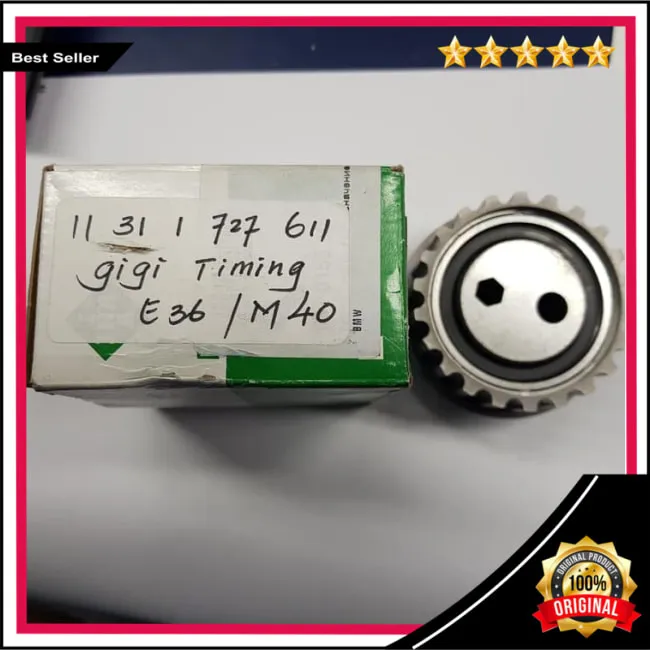 Best Seller
11 31 1 727 611
gigi Timing
E36 / M40
BMW
ORIGINAL PRODUCT
100%
ORIGINAL